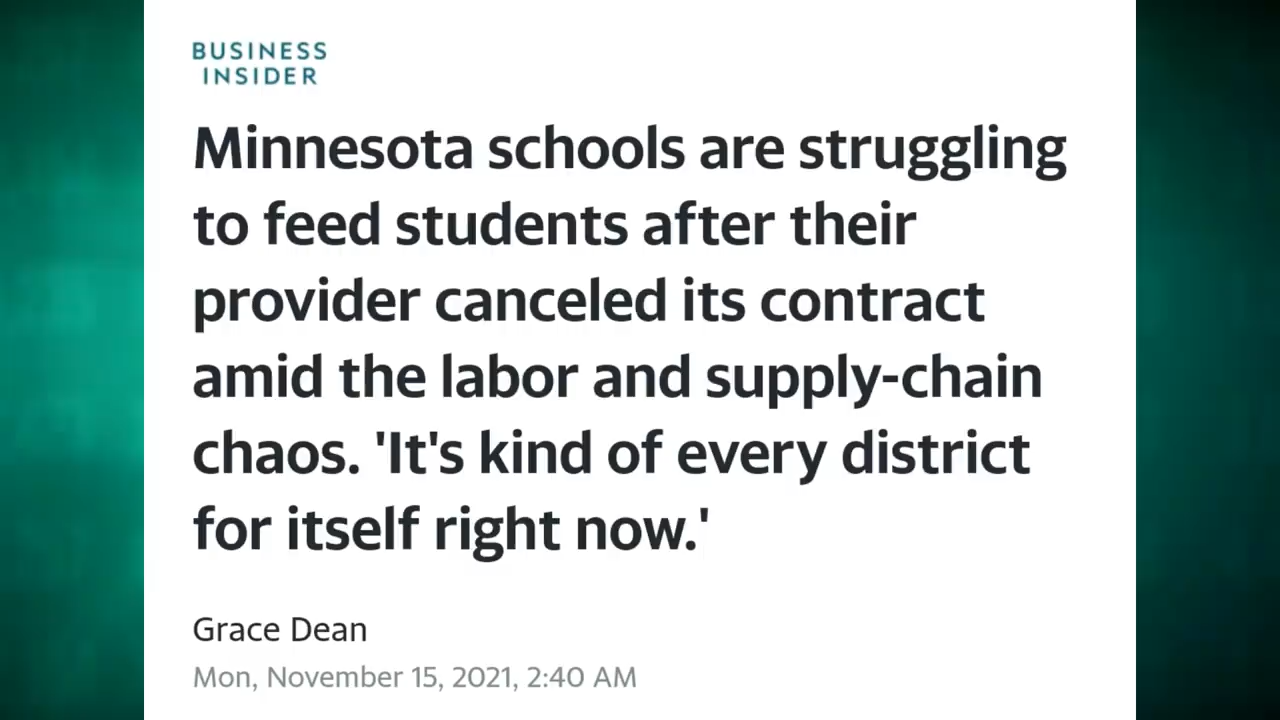 BUSINESS
INSIDER
Minnesota schools are struggling
to feed students after their
provider canceled its contract
amid the labor and supply-chain
chaos. 'It's kind of every district
for itself right now.'
Grace Dean
Mon, November 15, 2021, 2:40 AM